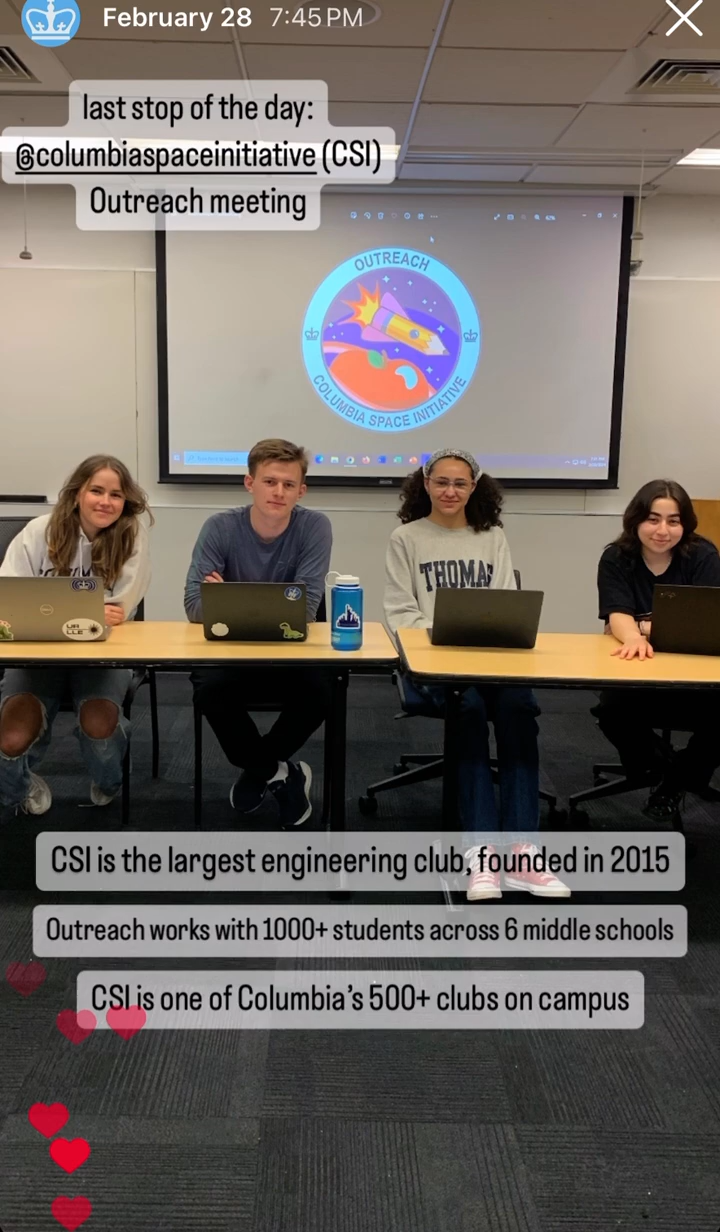 February 28 7:45 PM
last stop of the day:
@columbiaspaceinitiative (CSI)
Outreach meeting
OUTREACH
COLUMBIA SPACE INITIATIVE
THOMAS
CSI is the largest engineering club, founded in 2015
Outreach works with 1000+ students across 6 middle schools
CSI is one of Columbia's 500+ clubs on campus